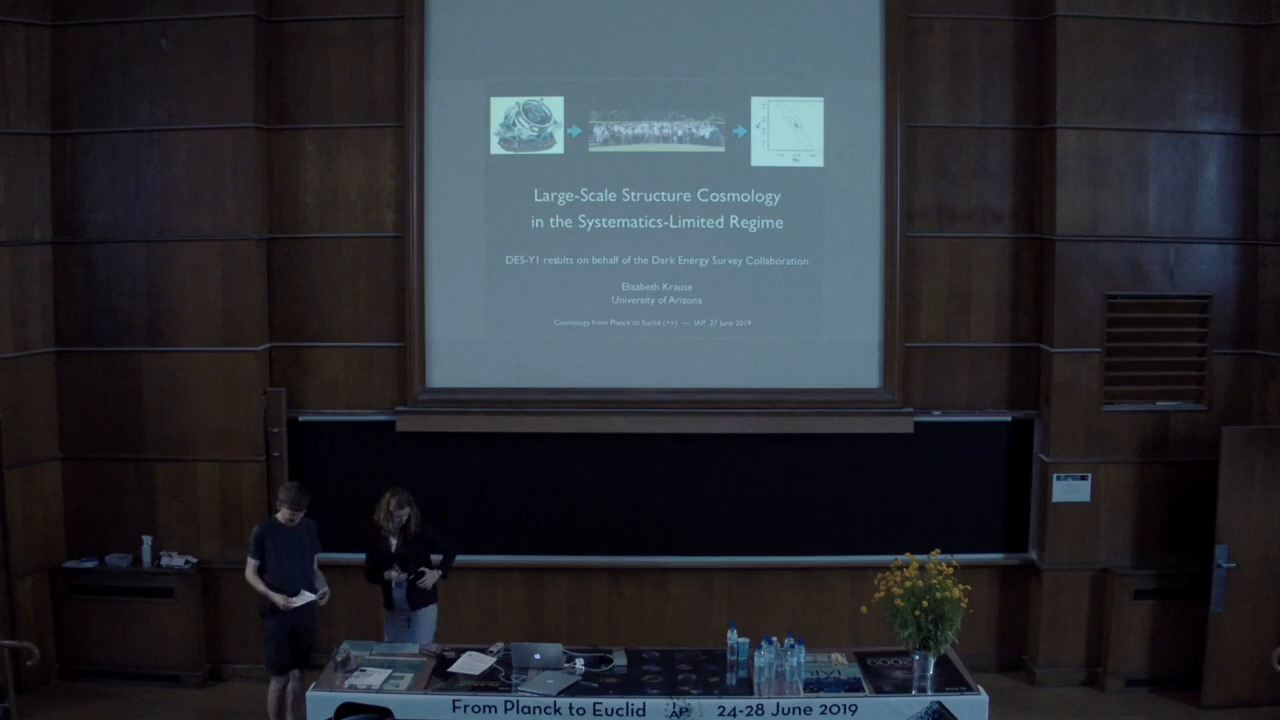 Large-Scale Structure Cosmology
in the Systematics-Limited Regime
DES-Y1 results on behalf of the Dark Energy Survey Collaboration
Elisabeth Krause
University of Arizona
Cosmology from Planck to Euclid (++) — IAP, 27 June 2019
From Planck to Euclid IAP 24-28 June 2019